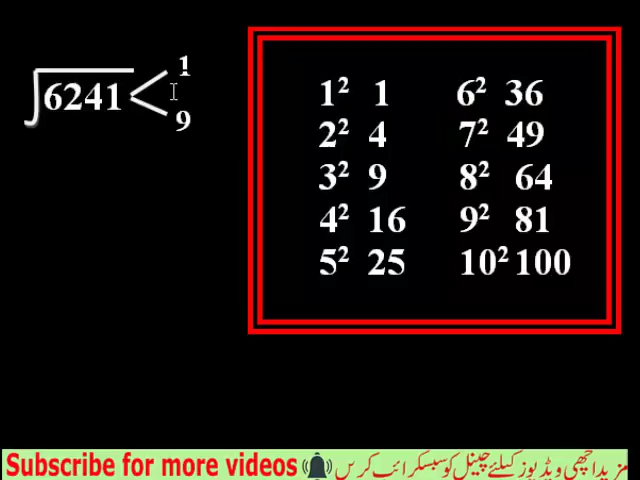 √6241 < 1
9
1² 1 6² 36
2² 4 7² 49
3² 9 8² 64
4² 16 9² 81
5² 25 10² 100
Subscribe for more videos مزید اچھی ویڈیوز کیلئے چینل کو سبسکرائب کریں